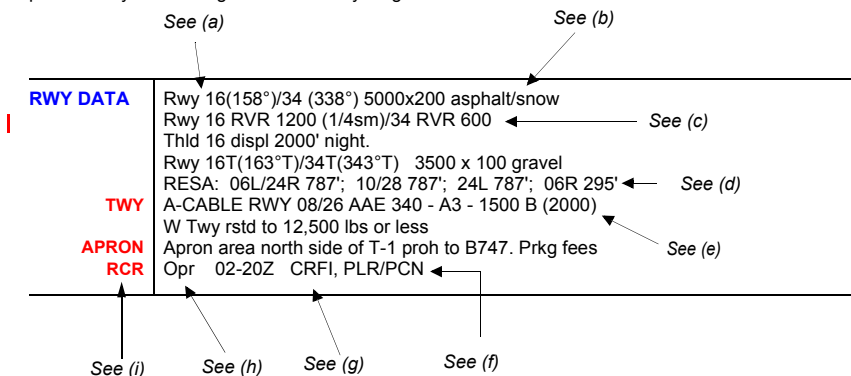 See (a) See (b)
RWY DATA Rwy 16(158°)/34 (338°) 5000x200 asphalt/snow
Rwy 16 RVR 1200 (1/4sm)/34 RVR 600 See (c)
Thld 16 displ 2000' night.
Rwy 16T(163°T)/34T(343°T) 3500 x 100 gravel
RESA: 06L/24R 787'; 10/28 787'; 24L 787'; 06R 295' See (d)
TWY A-CABLE RWY 08/26 AAE 340 - A3 - 1500 B (2000)
W Twy rstd to 12,500 lbs or less
APRON Apron area north side of T-1 proh to B747. Prkg fees See (e)
RCR Opr 02-20Z CRFI, PLR/PCN
See (i) See (h) See (g) See (f)